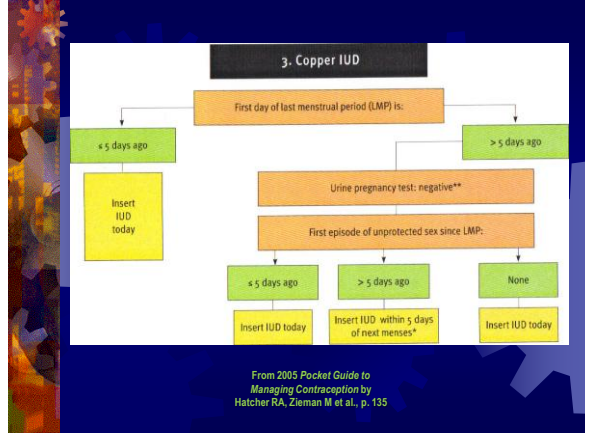 3. Copper IUD
First day of last menstrual period (LMP) is:
≤ 5 days ago
> 5 days ago
Insert
IUD
today
Urine pregnancy test: negative**
First episode of unprotected sex since LMP:
≤ 5 days ago
> 5 days ago
None
Insert IUD today
Insert IUD within 5 days
of next menses*
Insert IUD today
From 2005 Pocket Guide to
Managing Contraception by
Hatcher RA, Zieman M et al., p. 135